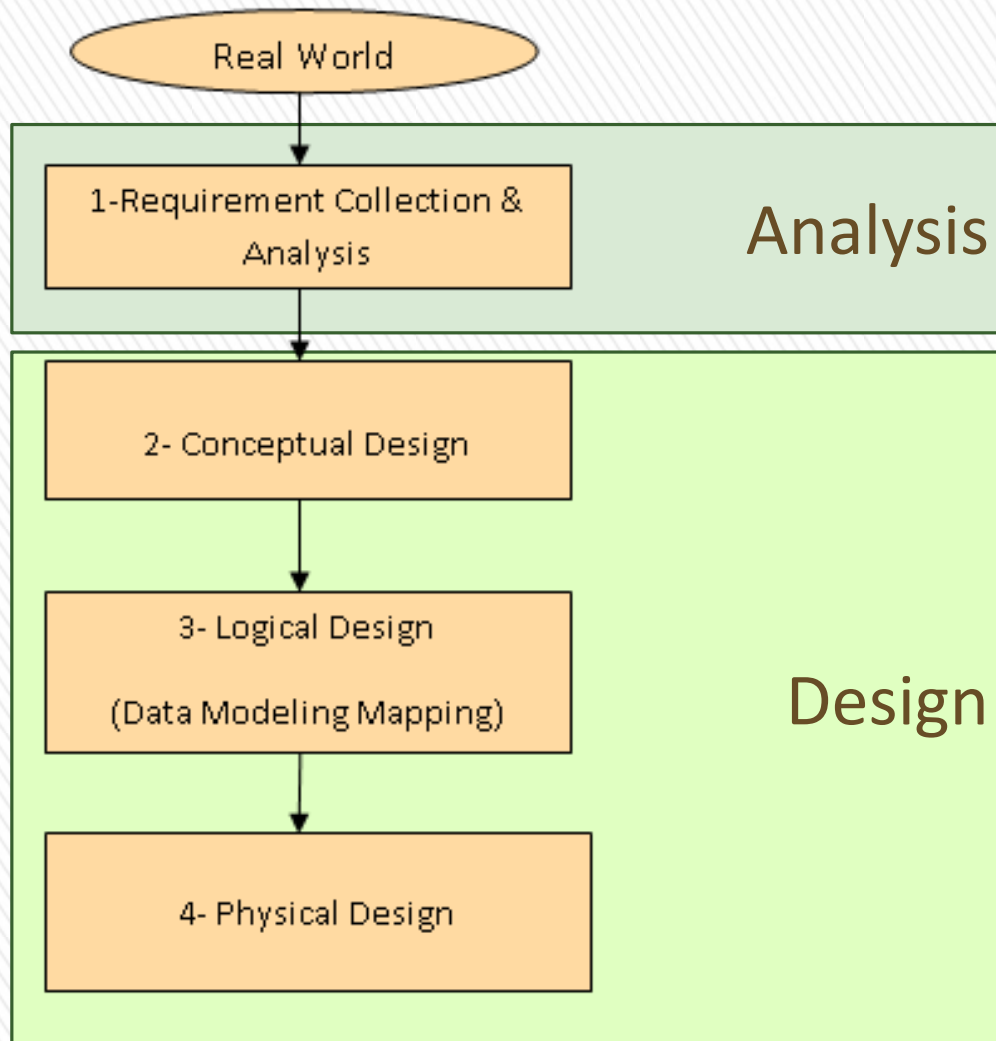 Real World
1-Requirement Collection &
Analysis
Analysis
2- Conceptual Design
3- Logical Design
(Data Modeling Mapping)
Design
4- Physical Design